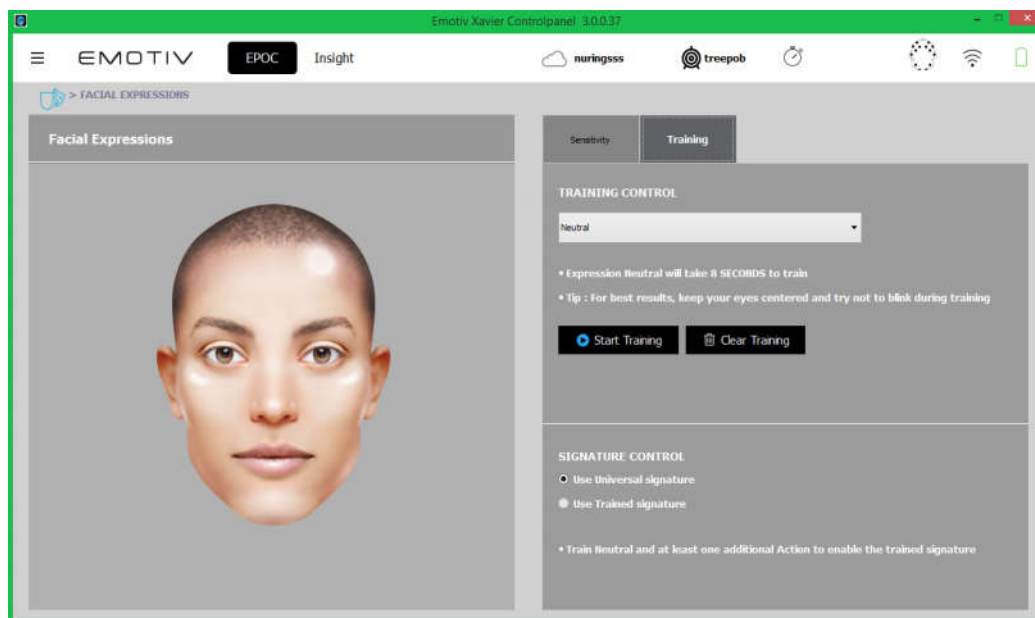 Emotiv Xavier Controlpanel 3.0.0.37
EMOTIV EPOC Insight nuringsss treepob
> FACIAL EXPRESSIONS
Facial Expressions
Sensitivity Training
TRAINING CONTROL
Neutral
• Expression Neutral will take 8 SECONDS to train
• Tip : For best results, keep your eyes centered and try not to blink during training
Start Training Clear Training
SIGNATURE CONTROL
Use Universal signature
Use Trained signature
• Train Neutral and at least one additional Action to enable the trained signature